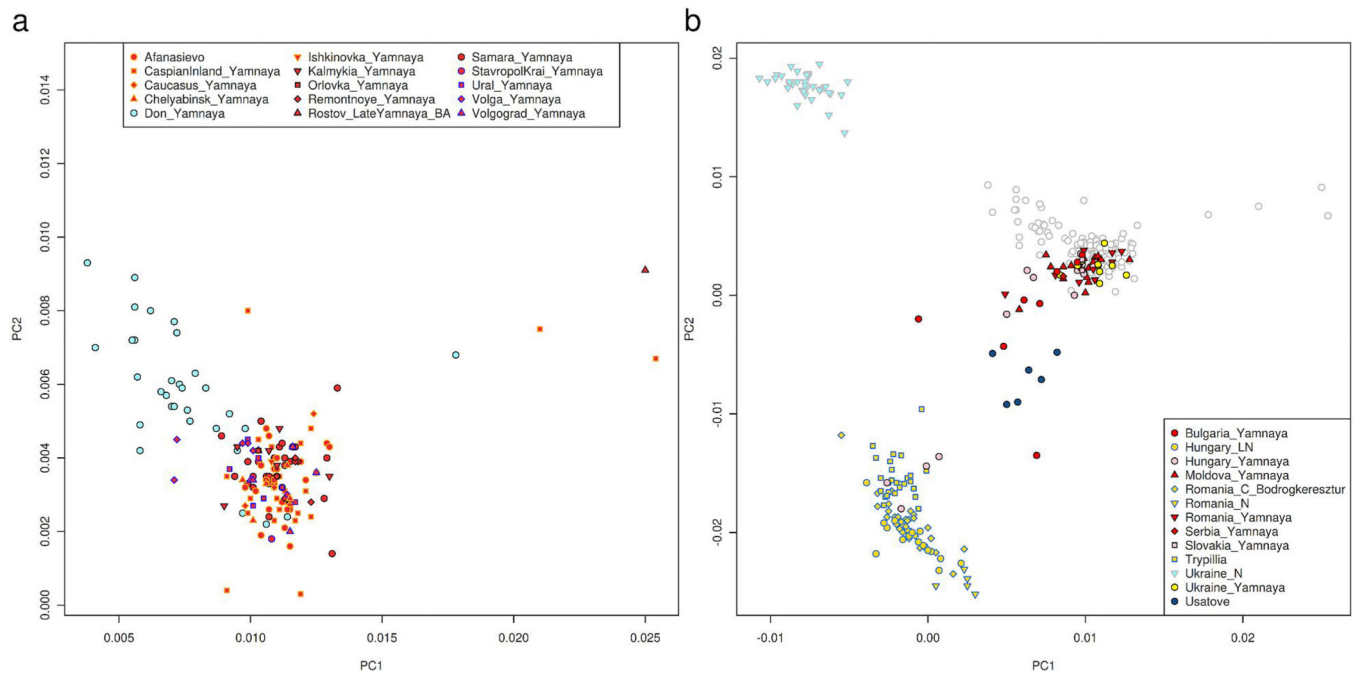 a
Afanasievo
CaspianInland_Yamnaya
Caucasus_Yamnaya
Chelyabinsk_Yamnaya
Don_Yamnaya
Ishkinovka_Yamnaya
Kalmykia_Yamnaya
Orlovka_Yamnaya
Remontnoye_Yamnaya
Rostov_LateYamnaya_BA
Samara_Yamnaya
StavropolKrai_Yamnaya
Ural_Yamnaya
Volga_Yamnaya
Volgograd_Yamnaya
PC2
0.014
0.012
0.010
0.008
0.006
0.004
0.002
0.000
0.005
0.010
0.015
0.020
0.025
PC1
b
PC2
0.02
0.01
0.00
-0.01
-0.02
Bulgaria_Yamnaya
Hungary_LN
Hungary_Yamnaya
Moldova_Yamnaya
Romania_C_Bodrogkeresztur
Romania_N
Romania_Yamnaya
Serbia_Yamnaya
Slovakia_Yamnaya
Trypillia
Ukraine_N
Ukraine_Yamnaya
Usatove
-0.01
0.00
0.01
0.02
PC1